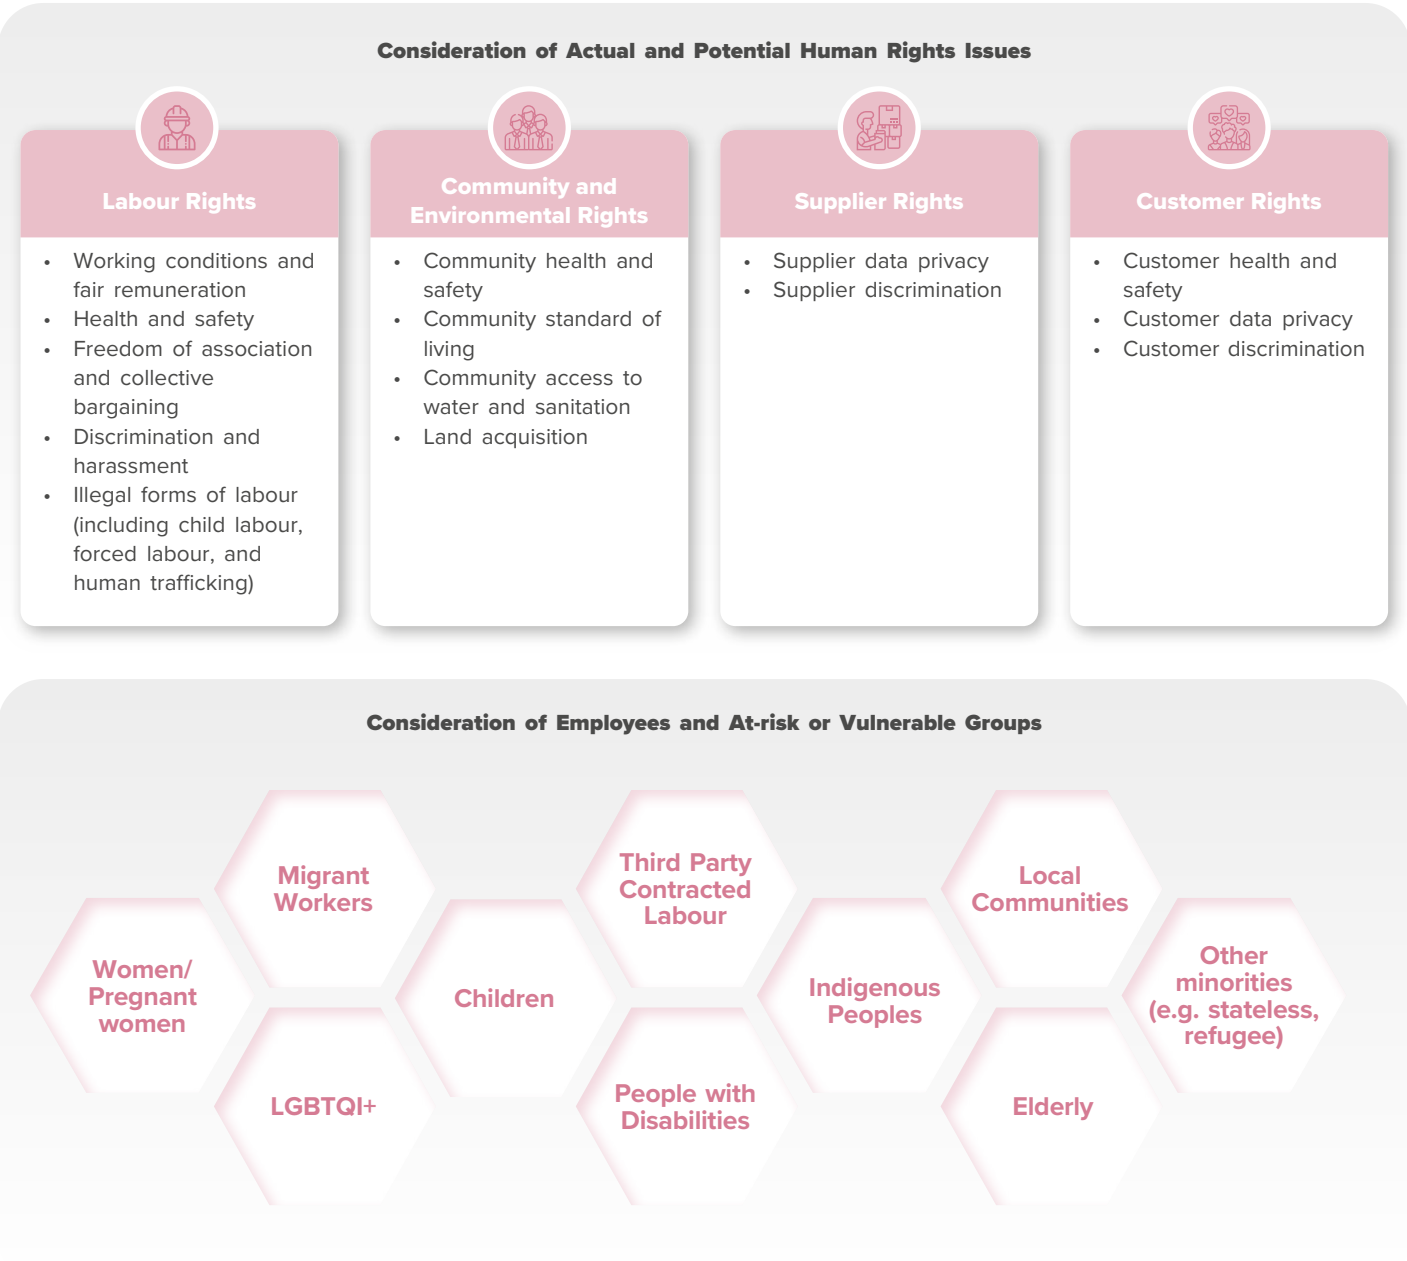 Consideration of Actual and Potential Human Rights Issues
Labour Rights
• Working conditions and
fair remuneration
• Health and safety
• Freedom of association
and collective
bargaining
• Discrimination and
harassment
• Illegal forms of labour
(including child labour,
forced labour, and
human trafficking)
Community and
Environmental Rights
• Community health and
safety
• Community standard of
living
• Community access to
water and sanitation
• Land acquisition
Supplier Rights
• Supplier data privacy
• Supplier discrimination
Customer Rights
• Customer health and
safety
• Customer data privacy
• Customer discrimination
Consideration of Employees and At-risk or Vulnerable Groups
Women/
Pregnant
women
Migrant
Workers
LGBTQI+
Children
Third Party
Contracted
Labour
People with
Disabilities
Indigenous
Peoples
Local
Communities
Elderly
Other
minorities
(e.g. stateless,
refugee)